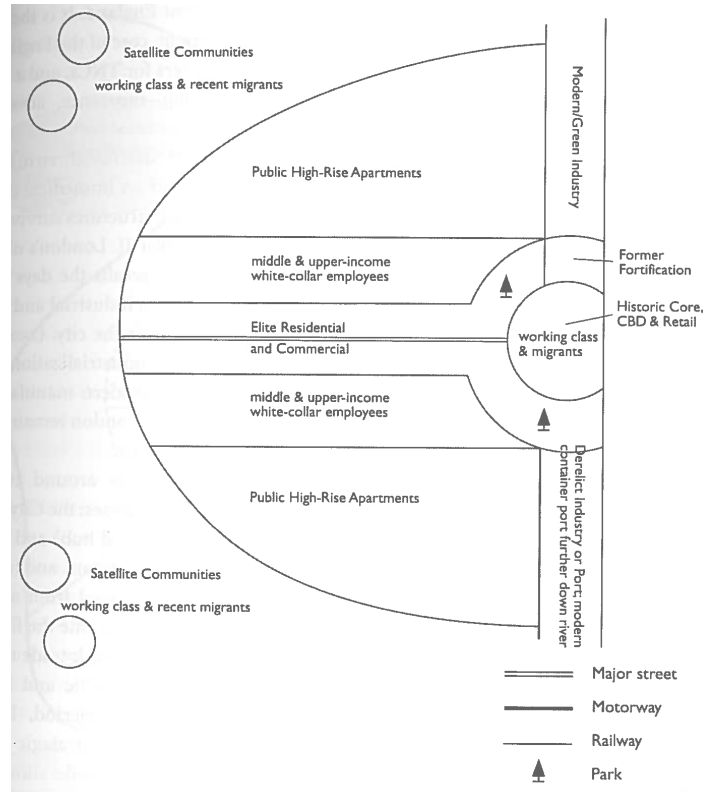 Satellite Communities
working class & recent migrants
Modern/Green Industry
Public High-Rise Apartments
middle & upper-income
white-collar employees
Former
Fortification
Elite Residential
and Commercial
Historic Core,
CBD & Retail
working class
& migrants
middle & upper-income
white-collar employees
Derelict Industry or Port; modern
container port further down river
Public High-Rise Apartments
Satellite Communities
working class & recent migrants
Major street
Motorway
Railway
Park